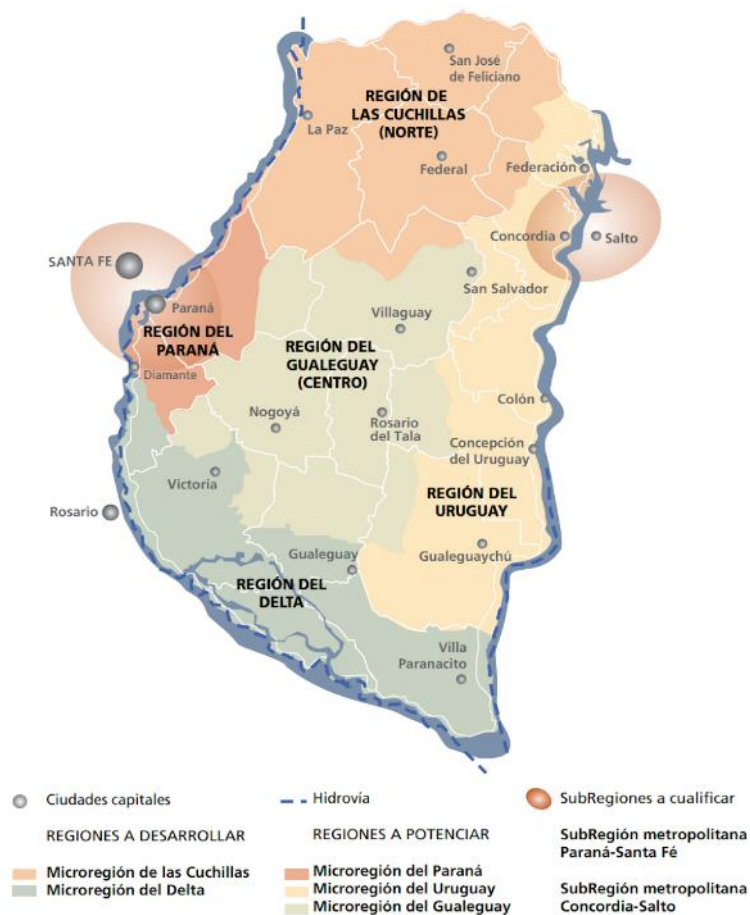 San José
de Feliciano
REGIÓN DE
LAS CUCHILLAS
(NORTE)
La Paz
Federal
Federación
SANTA FE
Concordia
Salto
Paraná
San Salvador
REGIÓN DEL
PARANÁ
Villaguay
REGIÓN DEL
GUALEGUAY
(CENTRO)
Diamante
Colón
Nogoyá
Rosario
del Tala
Concepción
del Uruguay
Victoria
REGIÓN DEL
URUGUAY
Rosario
Gualeguay
Gualeguaychú
REGIÓN DEL
DELTA
Villa
Paranacito
Ciudades capitales
Hidrovía
SubRegiones a cualificar
REGIONES A DESARROLLAR
REGIONES A POTENCIAR
SubRegión metropolitana
Paraná-Santa Fé
Microregión de las Cuchillas
Microregión del Delta
Microregión del Paraná
Microregión del Uruguay
Microregión del Gualeguay
SubRegión metropolitana
Concordia-Salto